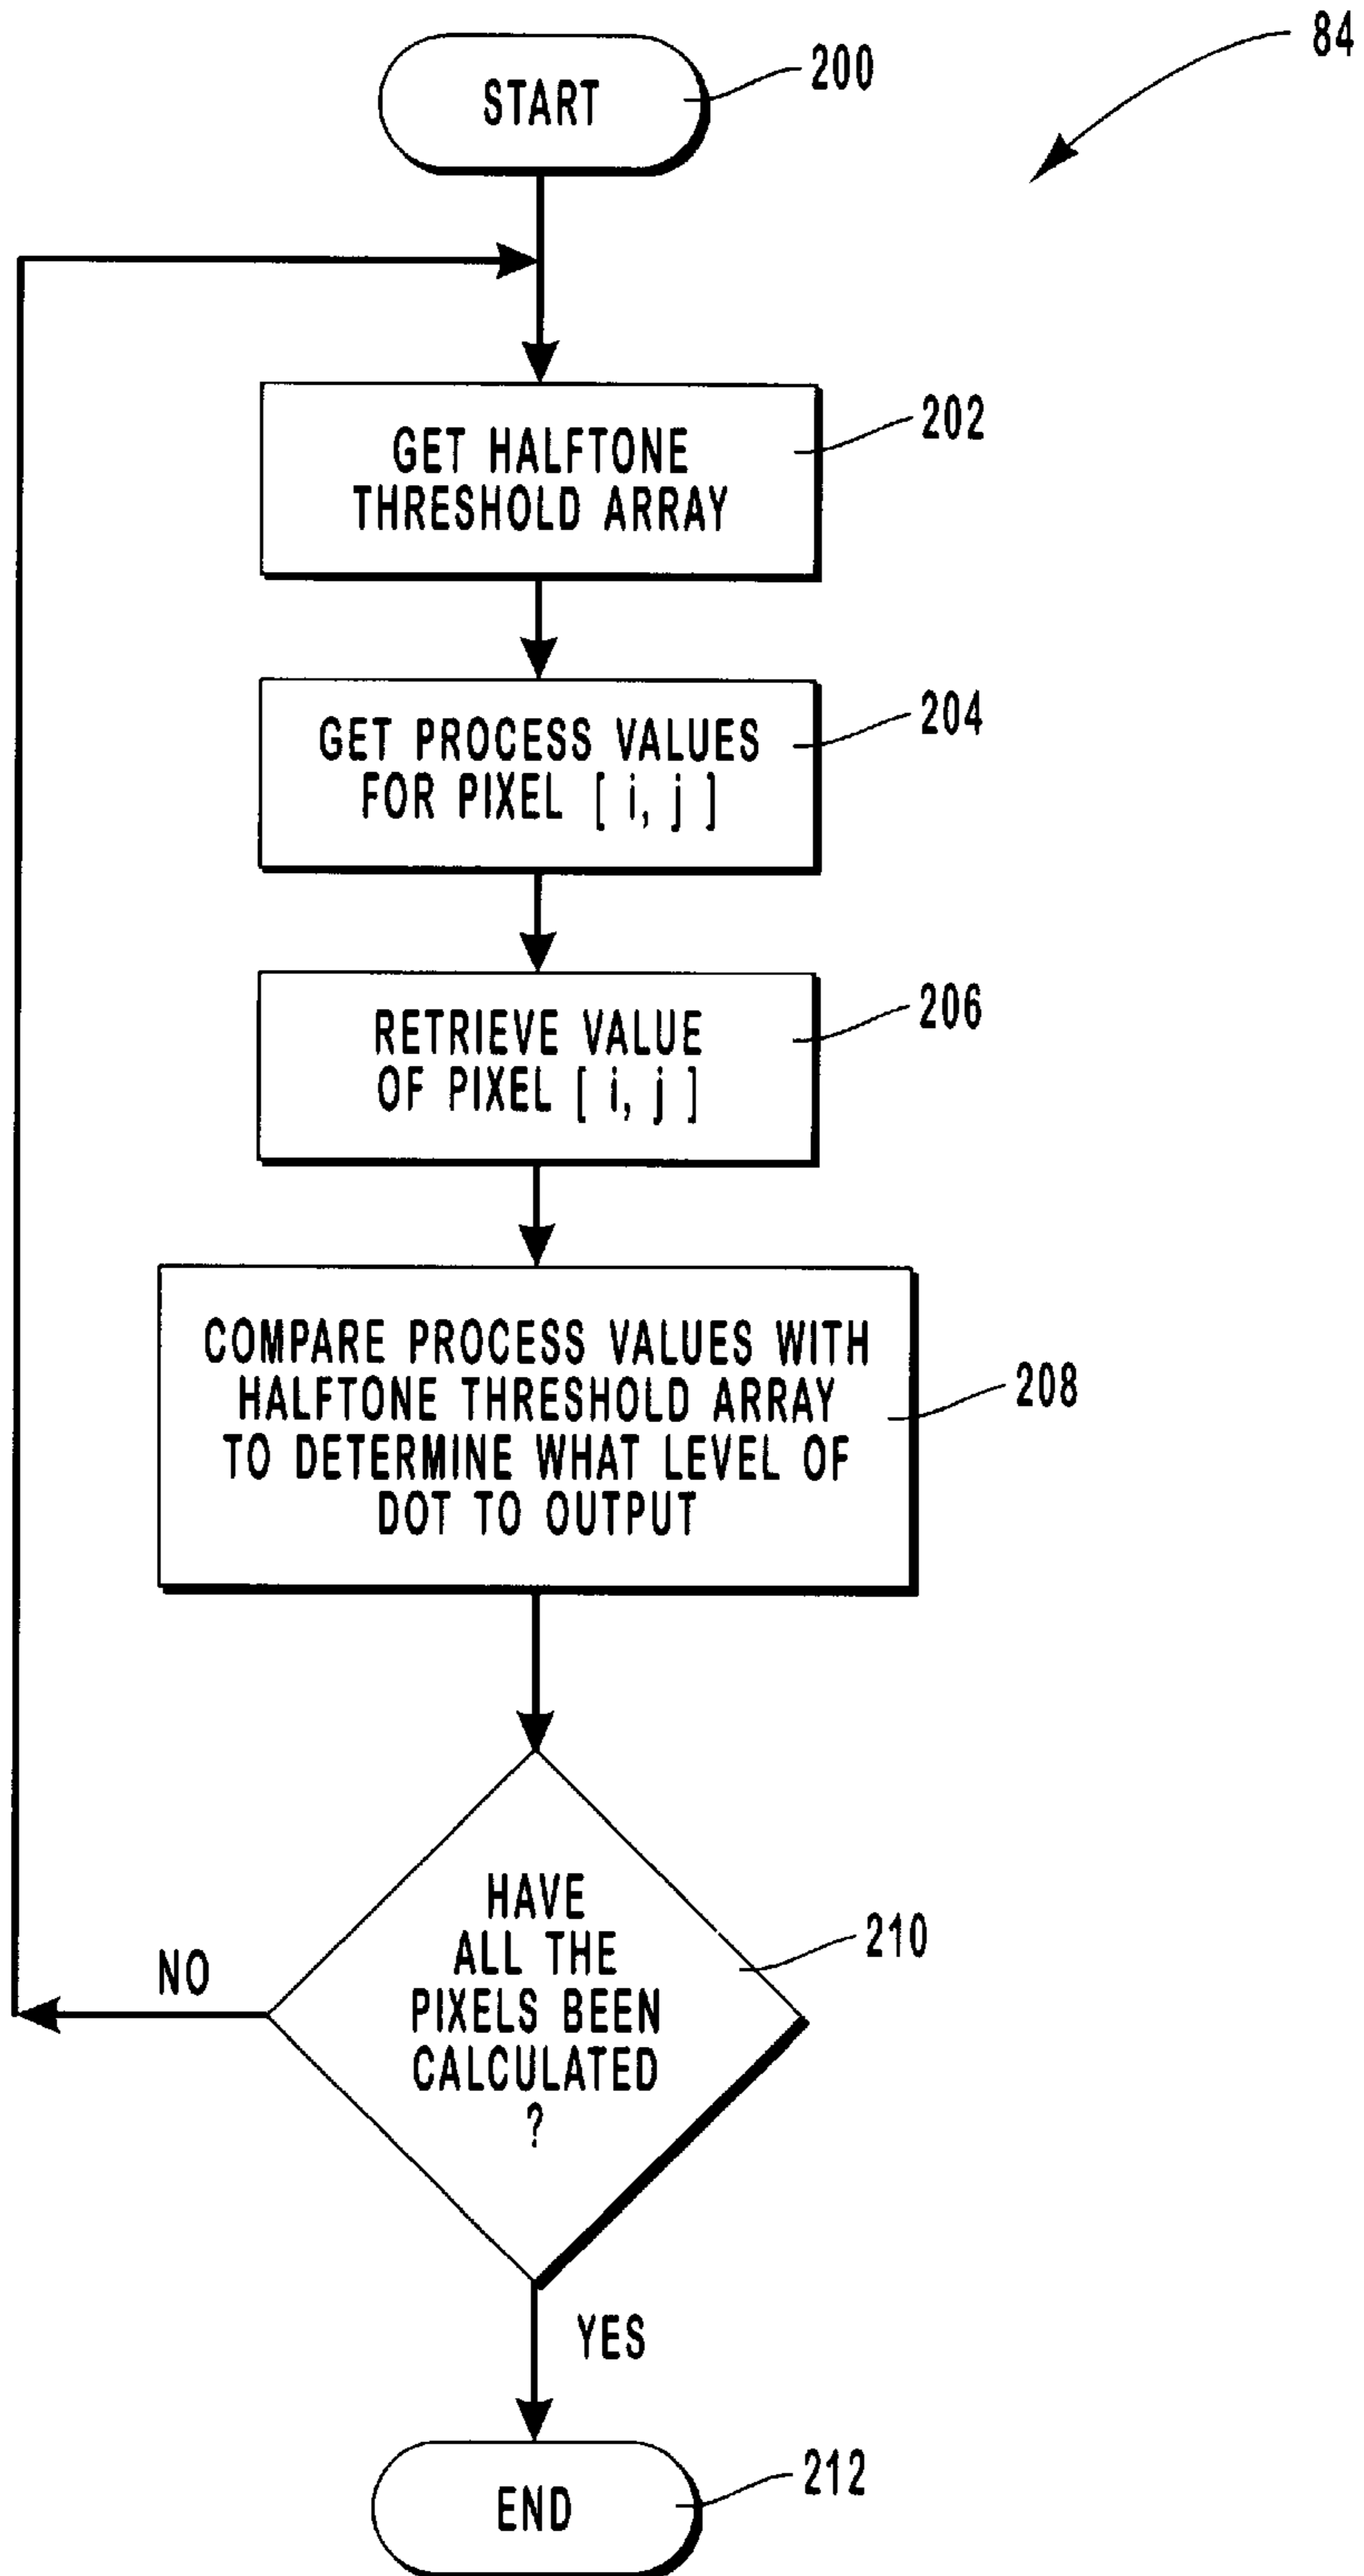 84
START
200
GET HALFTONE
THRESHOLD ARRAY
202
GET PROCESS VALUES
FOR PIXEL [ i, j ]
204
RETRIEVE VALUE
OF PIXEL [ i, j ]
206
COMPARE PROCESS VALUES WITH
HALFTONE THRESHOLD ARRAY
TO DETERMINE WHAT LEVEL OF
DOT TO OUTPUT
208
HAVE
ALL THE
PIXELS BEEN
CALCULATED
?
210
NO
YES
END
212